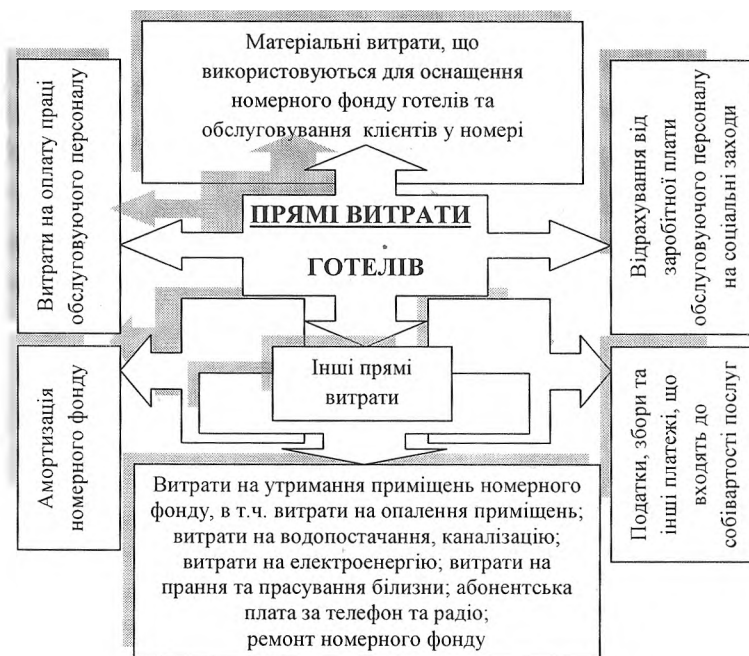 Матеріальні витрати, що
використовуються для оснащення
номерного фонду готелів та
обслуговування клієнтів у номері
Витрати на оплату праці
обслуговуючого персоналу
ПРЯМІ ВИТРАТИ
ГОТЕЛІВ
Відрахування від
заробітної плати
обслуговуючого персоналу
на соціальні заходи
Амортизація
номерного фонду
Інші прямі
витрати
Податки, збори та
інші платежі, що
входять до
собівартості послуг
Витрати на утримання приміщень номерного
фонду, в т.ч. витрати на опалення приміщень;
витрати на водопостачання, каналізацію;
витрати на електроенергію; витрати на
прання та прасування білизни; абонентська
плата за телефон та радіо;
ремонт номерного фонду